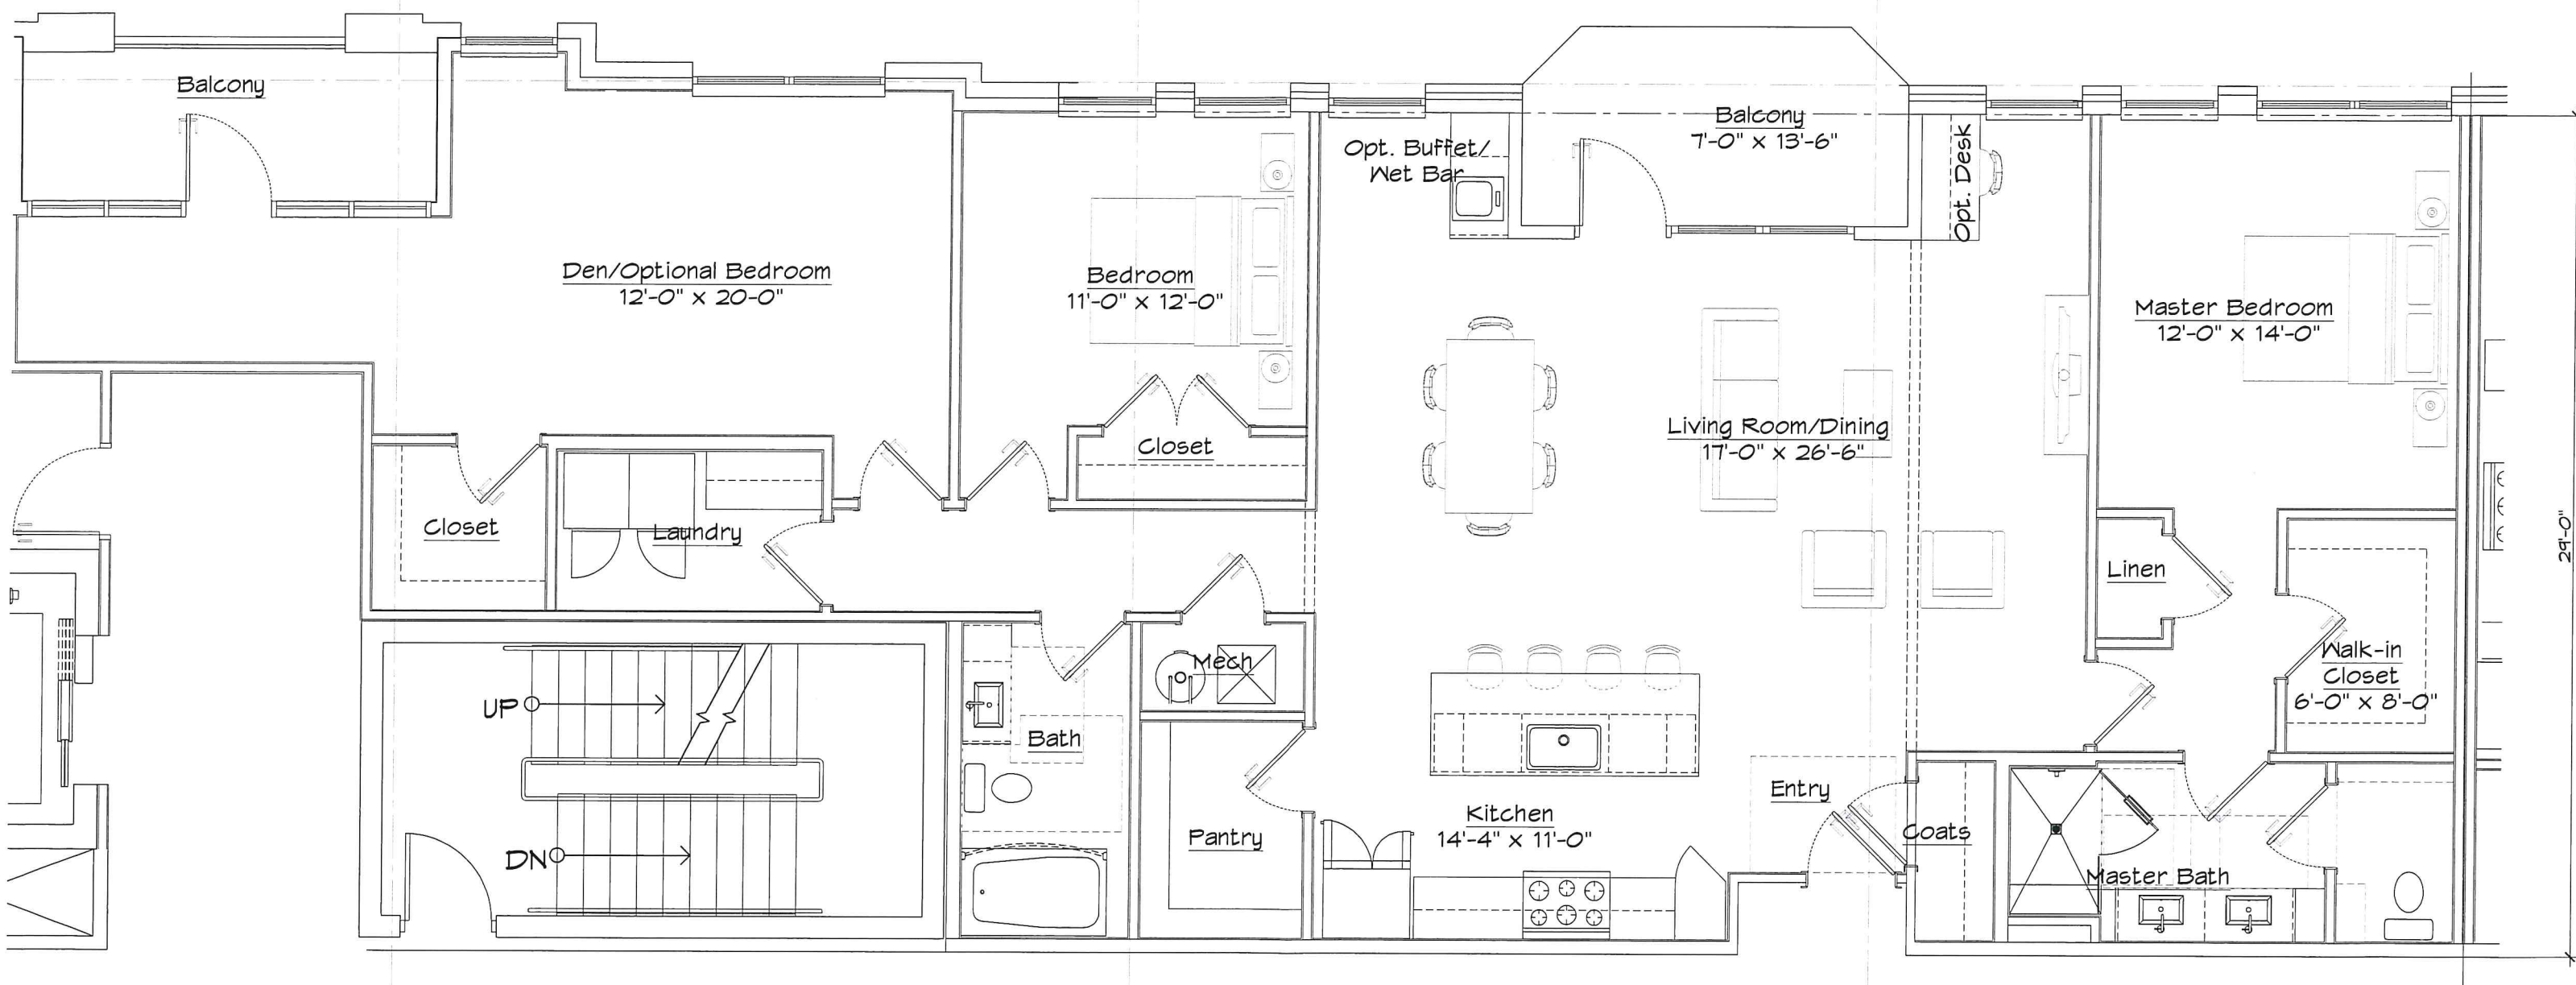 Balcony
Den/Optional Bedroom
12'-0" x 20-0"
Bedroom
11'-0" x 12'-0"
Closet
Closet
Laundry
Opt. Buffet/
Wet Bar
Balcony
7'-0" x 13'-6"
Opt. Desk
Living Room/Dining
17'-0" x 26'-6"
Master Bedroom
12'-0" x 14'-0"
Linen
Walk-in
Closet
6'-0" x 8'-0"
29'-0"
UP
DN
Mech
Bath
Pantry
Kitchen
14'-4" x 11'-0"
Entry
Coats
Master Bath